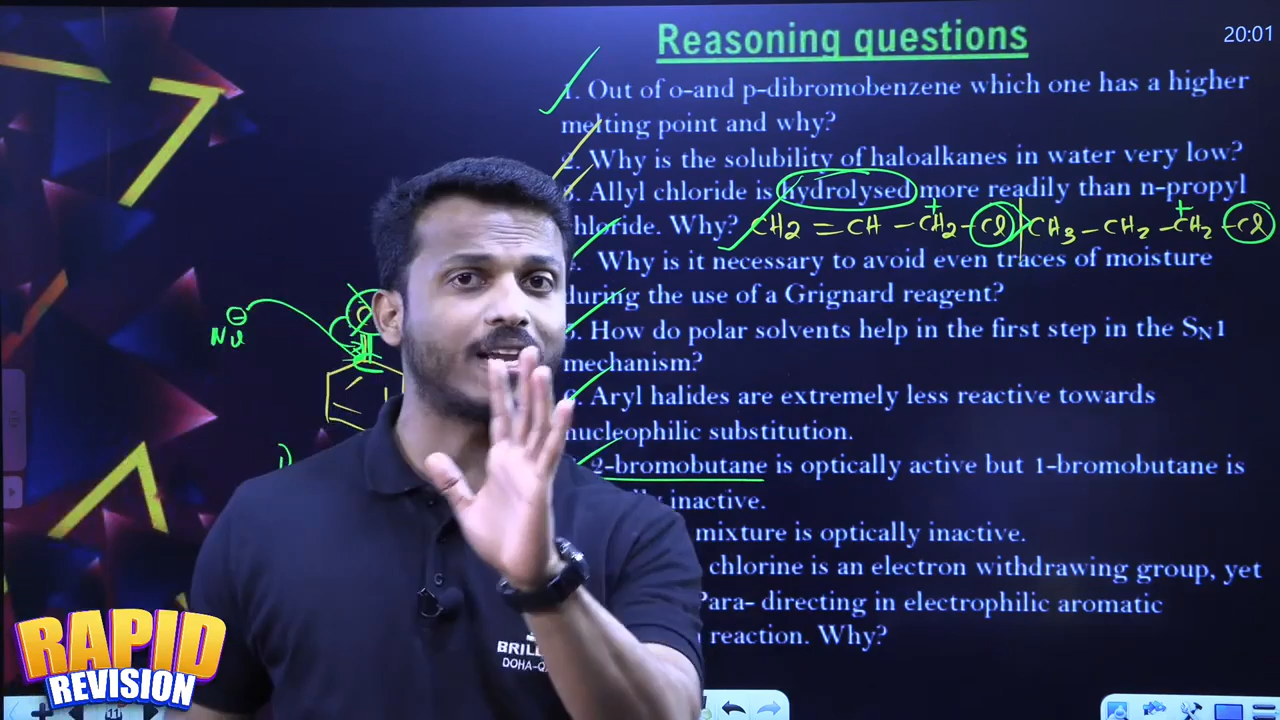 Reasoning questions
20:01
1. Out of o-and p-dibromobenzene which one has a higher
melting point and why?
2. Why is the solubility of haloalkanes in water very low?
3. Allyl chloride is hydrolysed more readily than n-propyl
chloride. Why?
CH2 = CH - CH2 - Cl
CH3 - CH2 - CH2 - Cl
+
+
Why is it necessary to avoid even traces of moisture
during the use of a Grignard reagent?
5. How do polar solvents help in the first step in the SN1
mechanism?
6. Aryl halides are extremely less reactive towards
nucleophilic substitution.
2-bromobutane is optically active but 1-bromobutane is
inactive.
mixture is optically inactive.
chlorine is an electron withdrawing group, yet
Para- directing in electrophilic aromatic
reaction. Why?
Nu
RAPID
REVISION
DOHA-
11